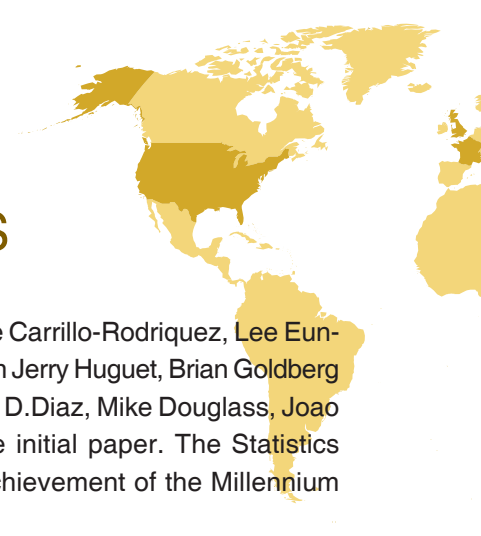 s
e Carrillo-Rodriquez, Lee Eun-
n Jerry Huguet, Brian Goldberg
D.Diaz, Mike Douglass, Joao
e initial paper. The Statistics
chievement of the Millennium